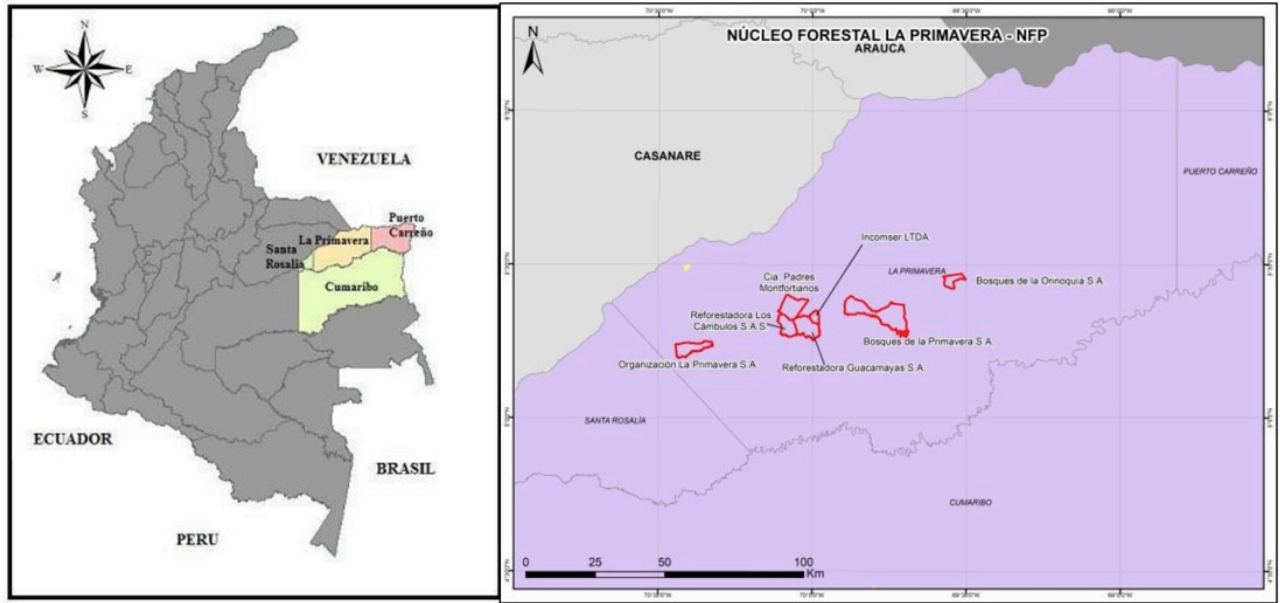 N
W
E
S
VENEZUELA
Puerto
Carreño
La Primavera
Santa
Rosalia
Cumaribo
ECUADOR
BRASIL
PERU
NÚCLEO FORESTAL LA PRIMAVERA - NFP
N
ARAUCA
CASANARE
PUERTO CARREÑO
Incomser LTDA
LA PRIMAVERA
Cia. Padres
Montfortianos
Bosques de la Orinoquia S.A.
Reforestadora Los
Cámbulos S.A.S.
Bosques de la Primavera S.A.
Organización La Primavera S.A.
Reforestadora Guacamayas S.A.
SANTA ROSALÍA
CUMARIBO
0 25 50 100
Km